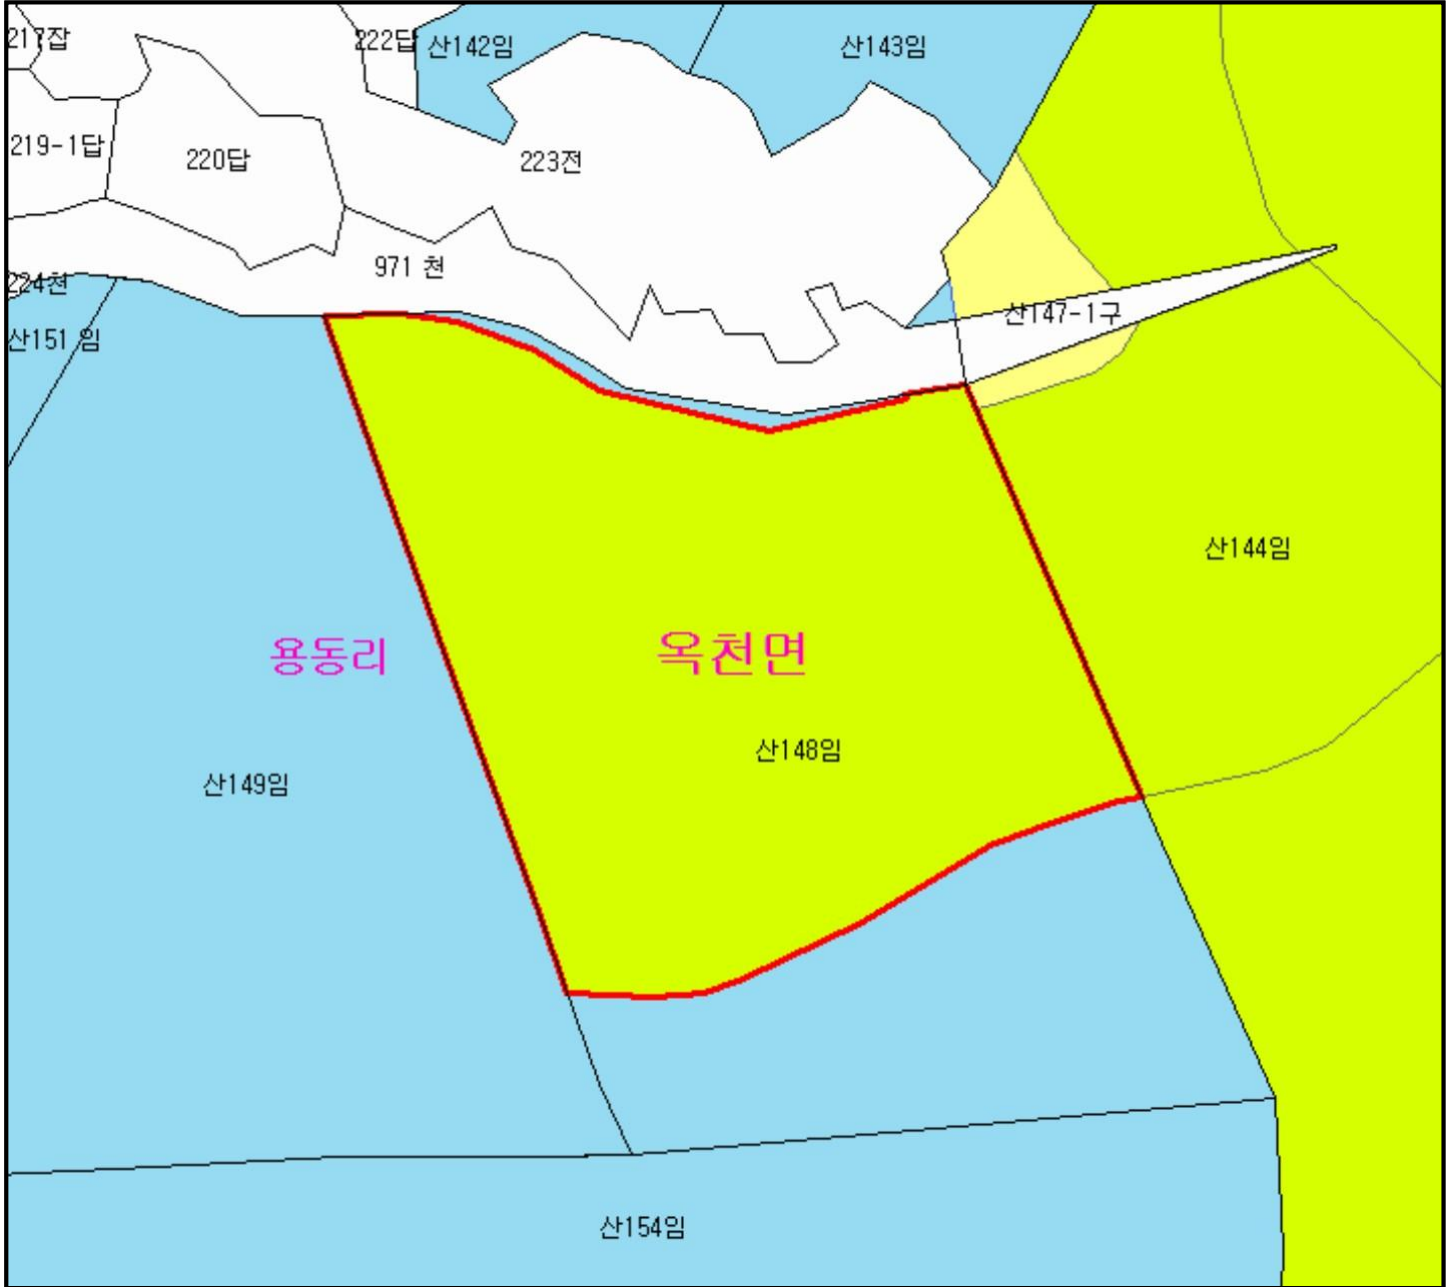 217잡
222답
산142임
산143임
219-1답
220답
223전
971 천
224천
산147-1구
산151 임
산144임
용동리
옥천면
산148임
산149임
산154임